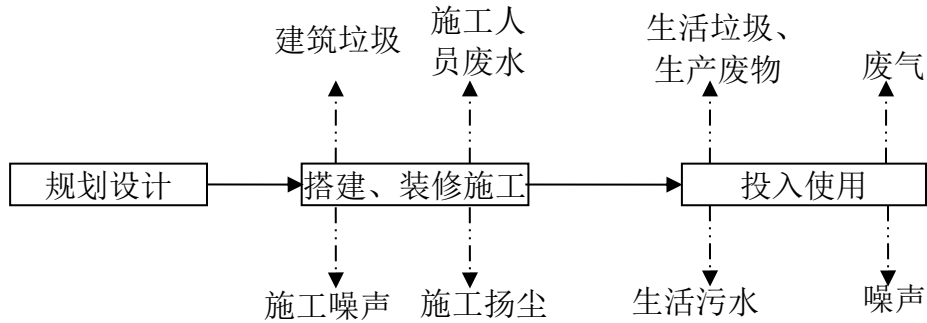 建筑垃圾
施工人
员废水
生活垃圾、
生产废物
废气
规划设计
搭建、装修施工
投入使用
施工噪声
施工扬尘
生活污水
噪声